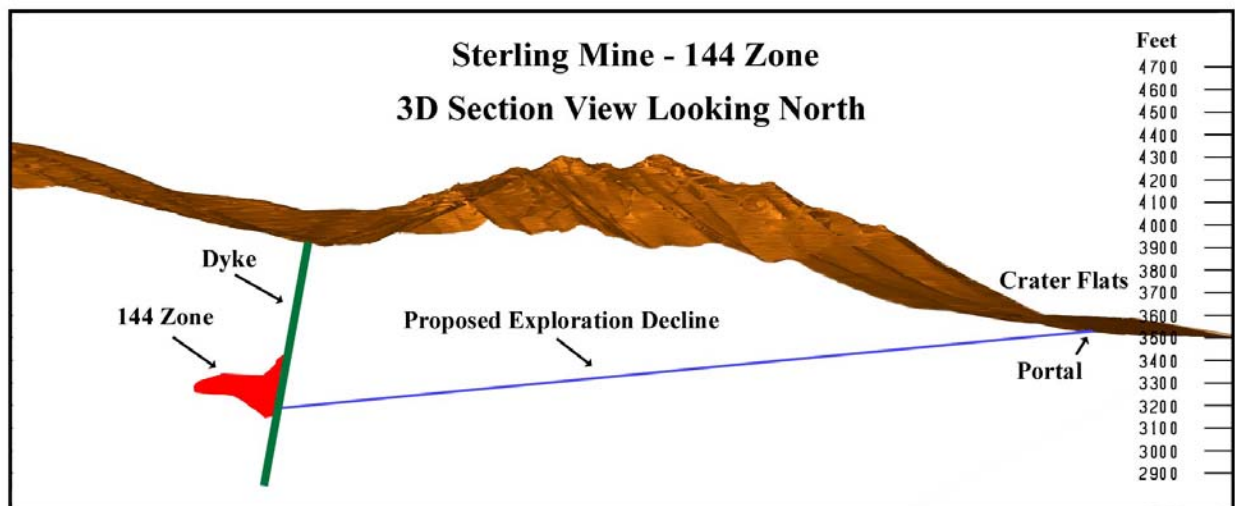 Sterling Mine - 144 Zone
3D Section View Looking North
Feet
4700
4600
4500
4400
4300
4200
4100
4000
3900
3800
3700
3600
3500
3400
3300
3200
3100
3000
2900
Dyke
144 Zone
Proposed Exploration Decline
Crater Flats
Portal